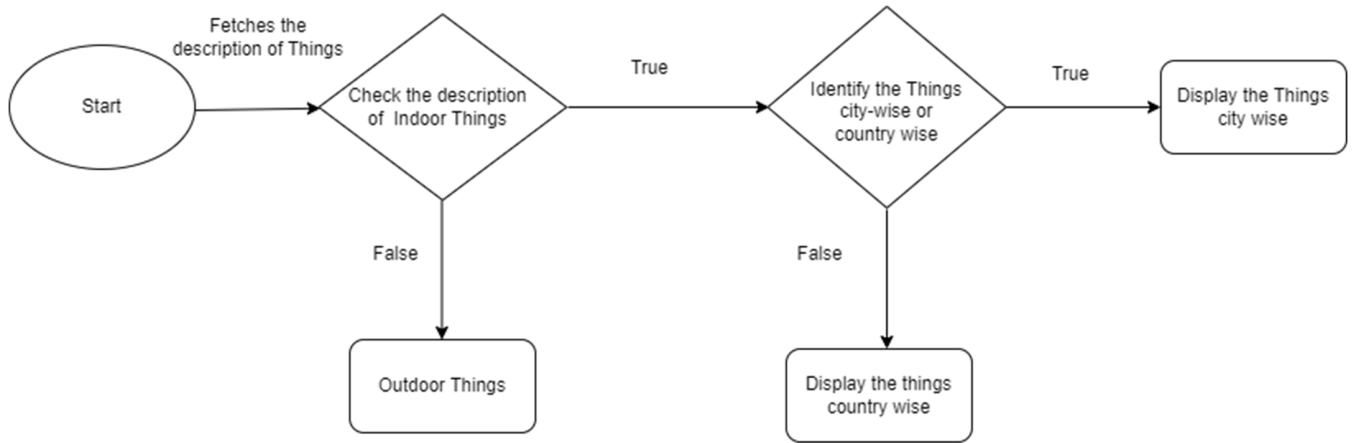 Fetches the
description of Things
Start
Check the description
of Indoor Things
True
Identify the Things
city-wise or
country wise
True
Display the Things
city wise
False
Outdoor Things
False
Display the things
country wise